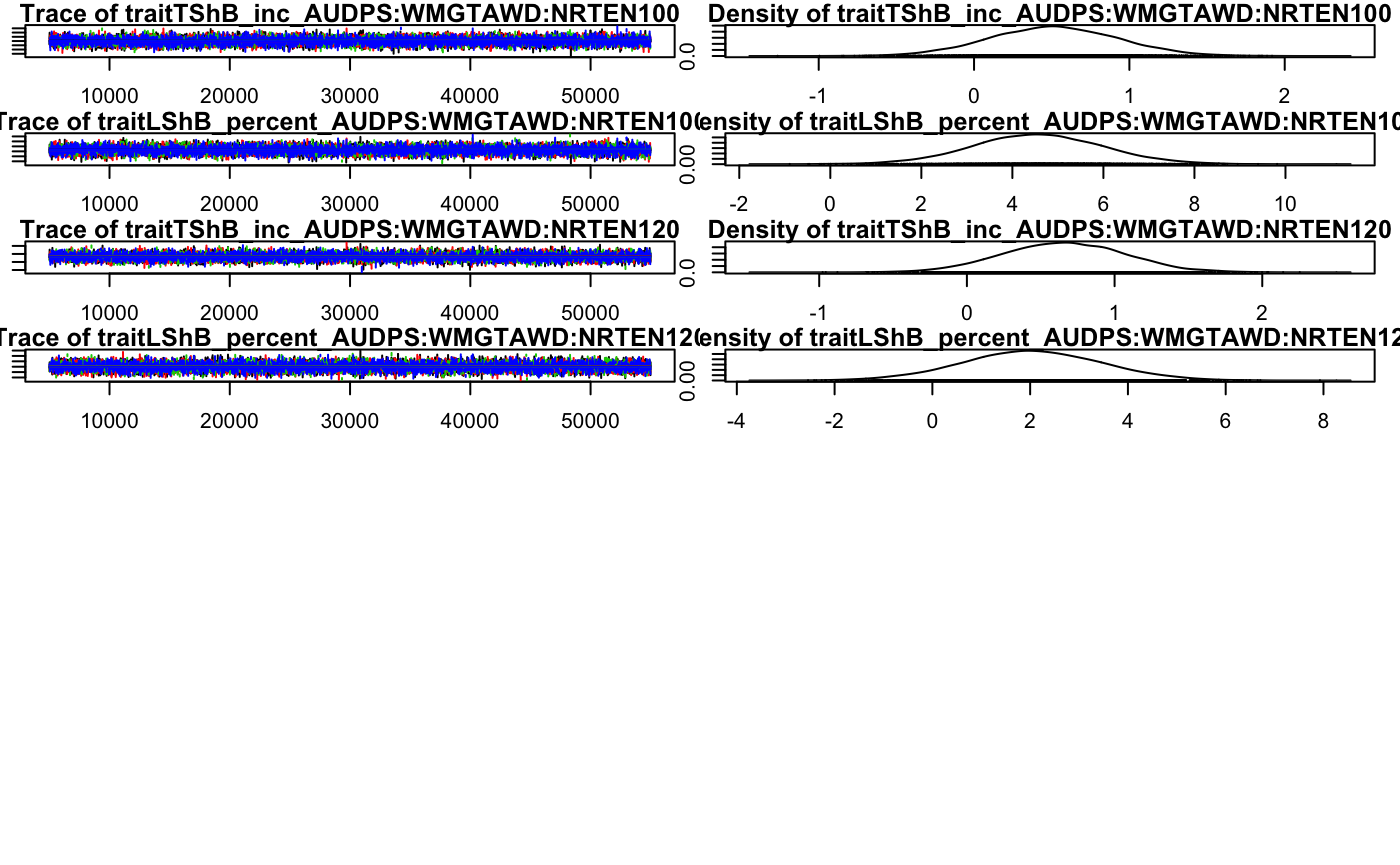 Trace of traitTShB_inc_AUDPS:WMGTAWD:NRTEN100
Density of traitTShB_inc_AUDPS:WMGTAWD:NRTEN100
0.0
10000 20000 30000 40000 50000
-1 0 1 2
Trace of traitLShB_percent_AUDPS:WMGTAWD:NRTEN100
ensity of traitLShB_percent_AUDPS:WMGTAWD:NRTEN10
0.00
10000 20000 30000 40000 50000
-2 0 2 4 6 8 10
Trace of traitTShB_inc_AUDPS:WMGTAWD:NRTEN120
Density of traitTShB_inc_AUDPS:WMGTAWD:NRTEN120
0.0
10000 20000 30000 40000 50000
-1 0 1 2
Trace of traitLShB_percent_AUDPS:WMGTAWD:NRTEN120
ensity of traitLShB_percent_AUDPS:WMGTAWD:NRTEN12
0.00
10000 20000 30000 40000 50000
-4 -2 0 2 4 6 8